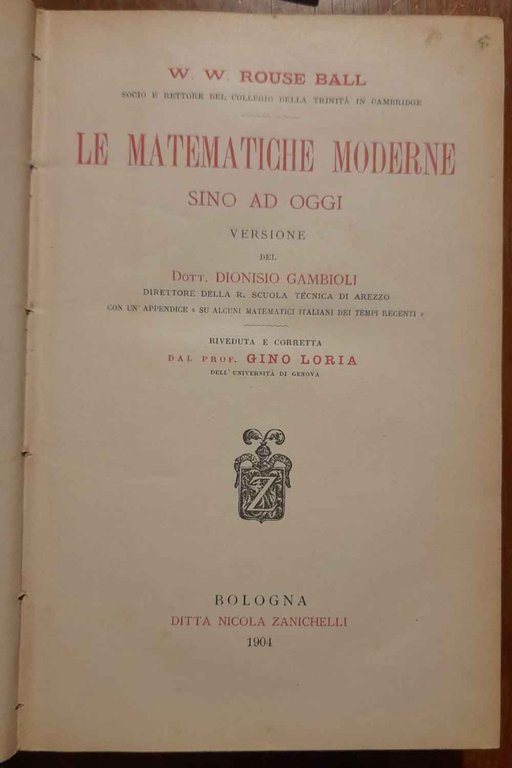 W. W. ROUSE BALL
SOCIO E RETTORE DEL COLLEGIO DELLA TRINITÀ IN CAMBRIDGE
LE MATEMATICHE MODERNE
SINO AD OGGI
VERSIONE
DEL
DOTT. DIONISIO GAMBIOLI
DIRETTORE DELLA R. SCUOLA TECNICA DI AREZZO
CON UN' APPENDICE « SU ALCUNI MATEMATICI ITALIANI DEI TEMPI RECENTI »
RIVEDUTA E CORRETTA
DAL PROF. GINO LORIA
DELL'UNIVERSITÀ DI GENOVA
Z
BOLOGNA
DITTA NICOLA ZANICHELLI
1904